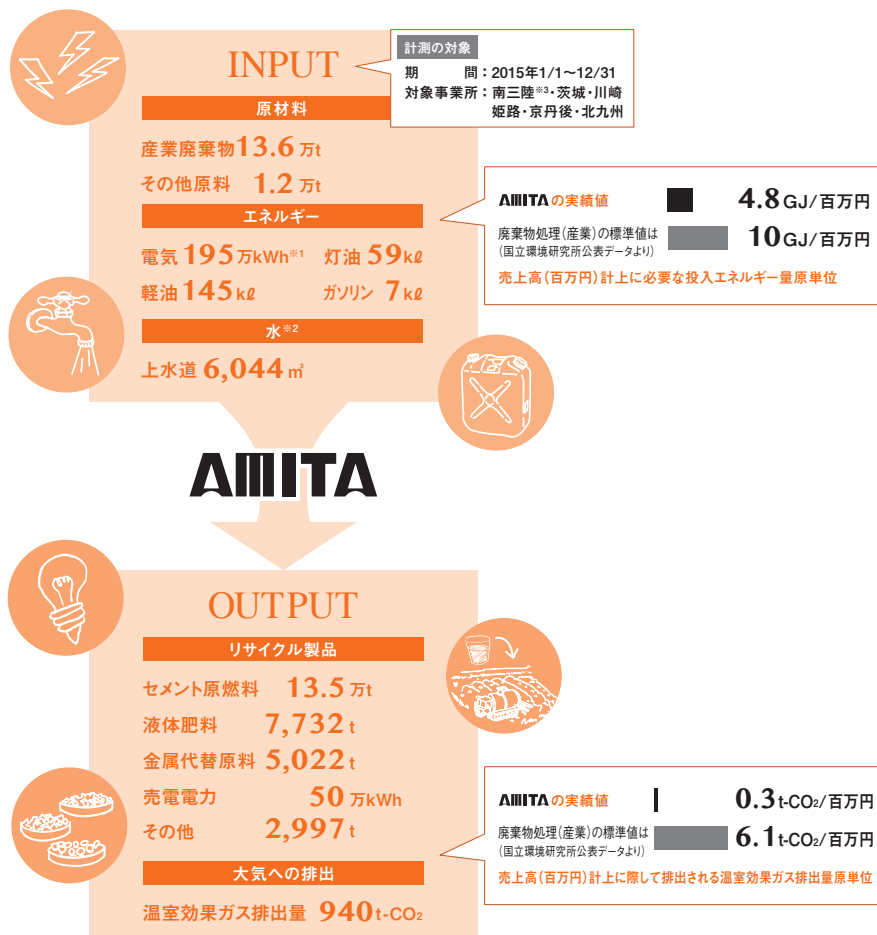 INPUT
計測の対象
期　　間：2015年1/1～12/31
対象事業所：南三陸※3・茨城・川崎
姫路・京丹後・北九州
原材料
産業廃棄物13.6万t
その他原料 1.2万t
エネルギー
電気195万kWh※1 灯油59kℓ
軽油145kℓ ガソリン 7kℓ
AMITAの実績値 4.8GJ/百万円
廃棄物処理(産業)の標準値は 10GJ/百万円
(国立環境研究所公表データより)
売上高(百万円)計上に必要な投入エネルギー量原単位
水※2
上水道 6,044㎥
AMITA
OUTPUT
リサイクル製品
セメント原燃料 13.5万t
液体肥料 7,732t
金属代替原料 5,022t
売電電力 50万kWh
その他 2,997t
大気への排出
温室効果ガス排出量 940t-CO2
AMITAの実績値 0.3t-CO2/百万円
廃棄物処理(産業)の標準値は 6.1t-CO2/百万円
(国立環境研究所公表データより)
売上高(百万円)計上に際して排出される温室効果ガス排出量原単位